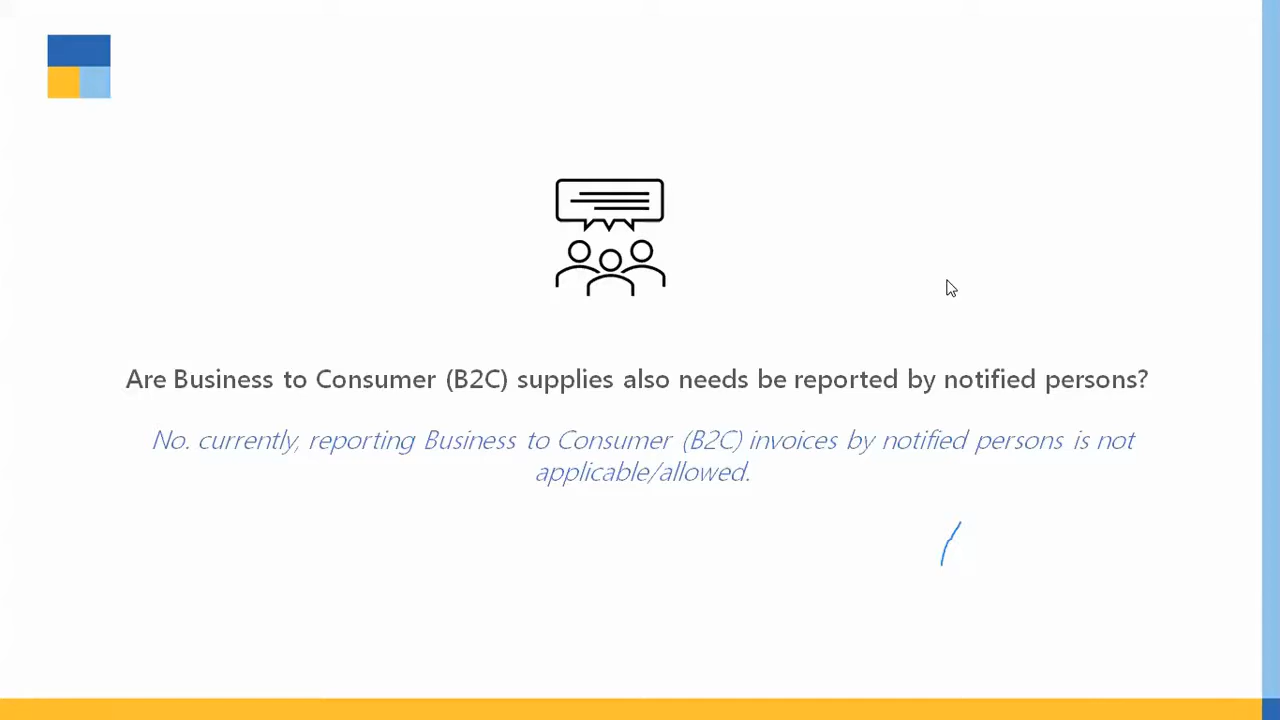 Are Business to Consumer (B2C) supplies also needs be reported by notified persons?
No. currently, reporting Business to Consumer (B2C) invoices by notified persons is not
applicable/allowed.